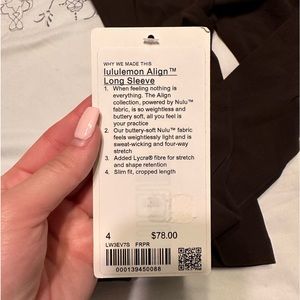 WHY WE MADE THIS
lululemon Align™
Long Sleeve
1. When feeling nothing is
everything. The Align
collection, powered by Nulu™
fabric, is so weightless and
buttery soft, all you feel is
your practice
2. Our buttery-soft Nulu™ fabric
feels weightlessly light and is
sweat-wicking and four-way
stretch
3. Added Lycra® fibre for stretch
and shape retention
4. Slim fit, cropped length
4 $78.00
LW3EV7S FRPR
000139450088